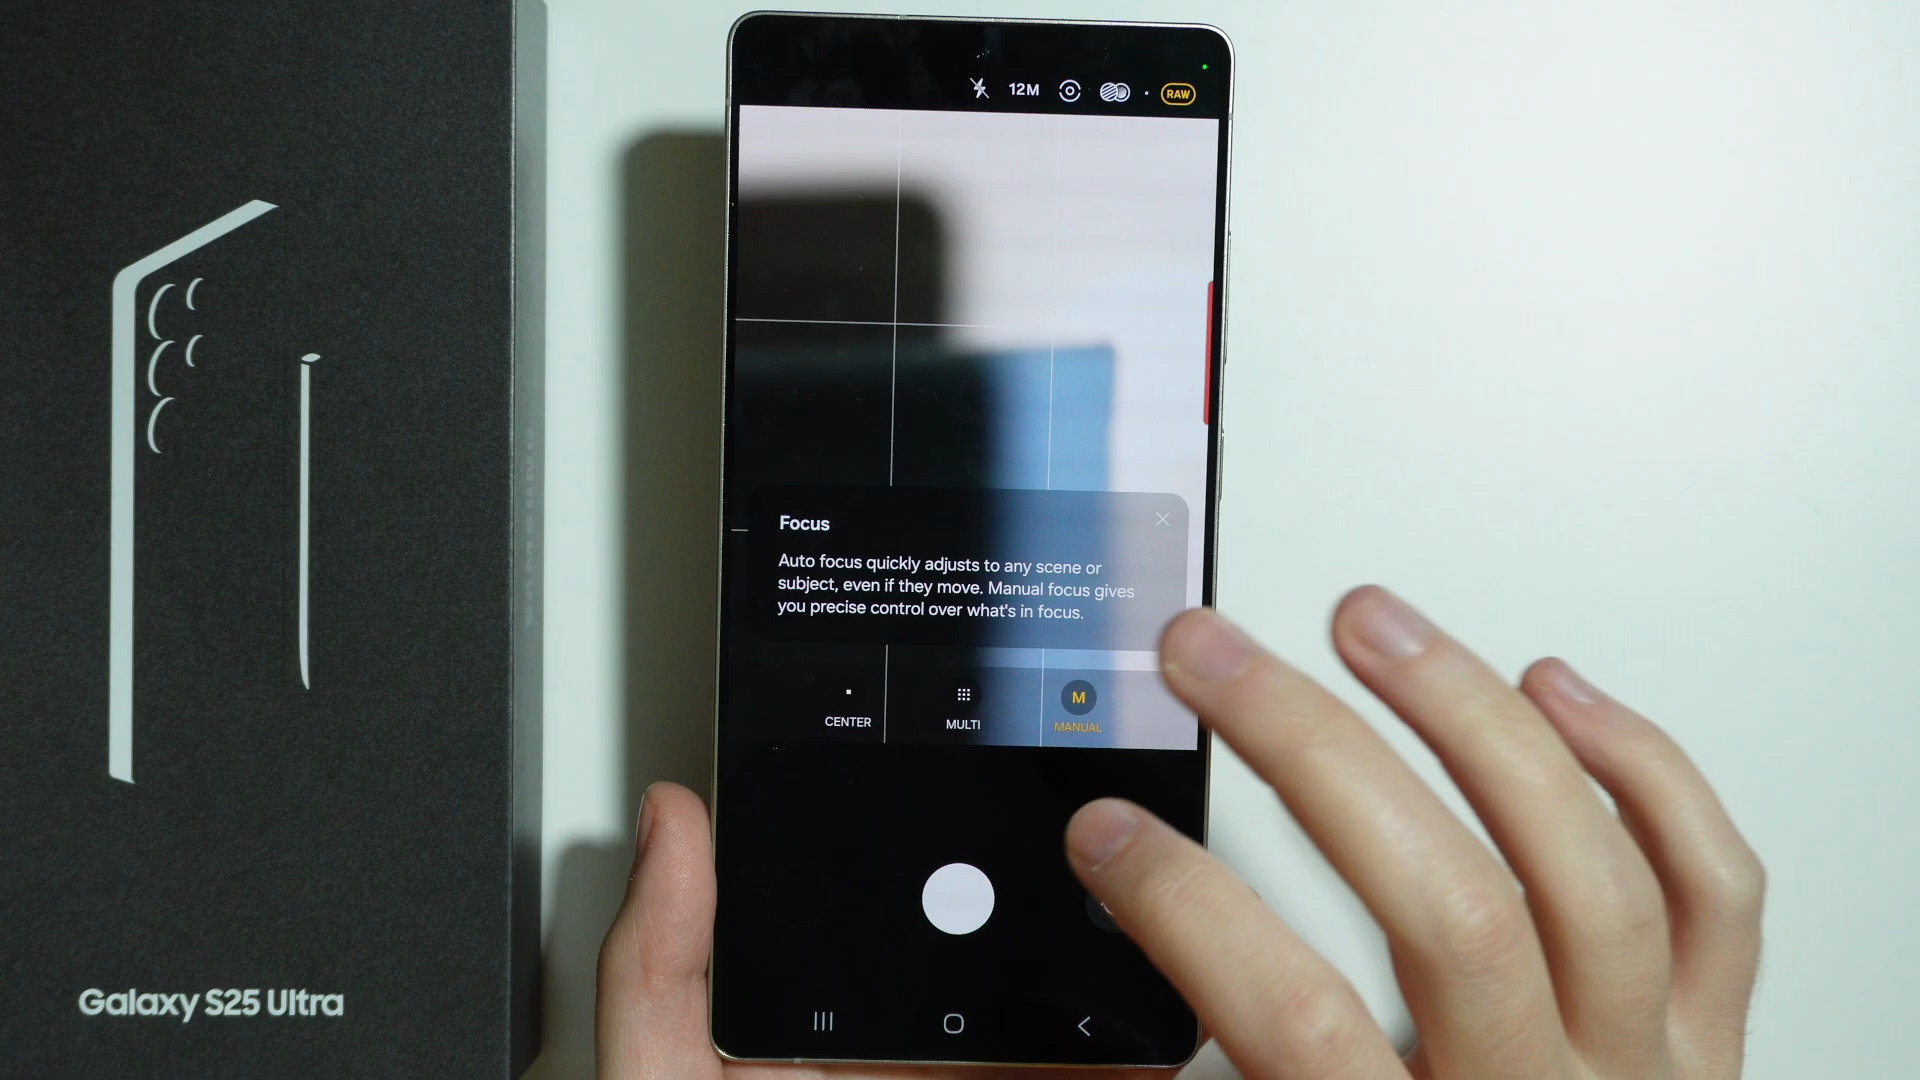 12M
RAW
Focus
Auto focus quickly adjusts to any scene or
subject, even if they move. Manual focus gives
you precise control over what's in focus.
CENTER
MULTI
M
MANUAL
SAMSUNG
Galaxy S25 Ultra